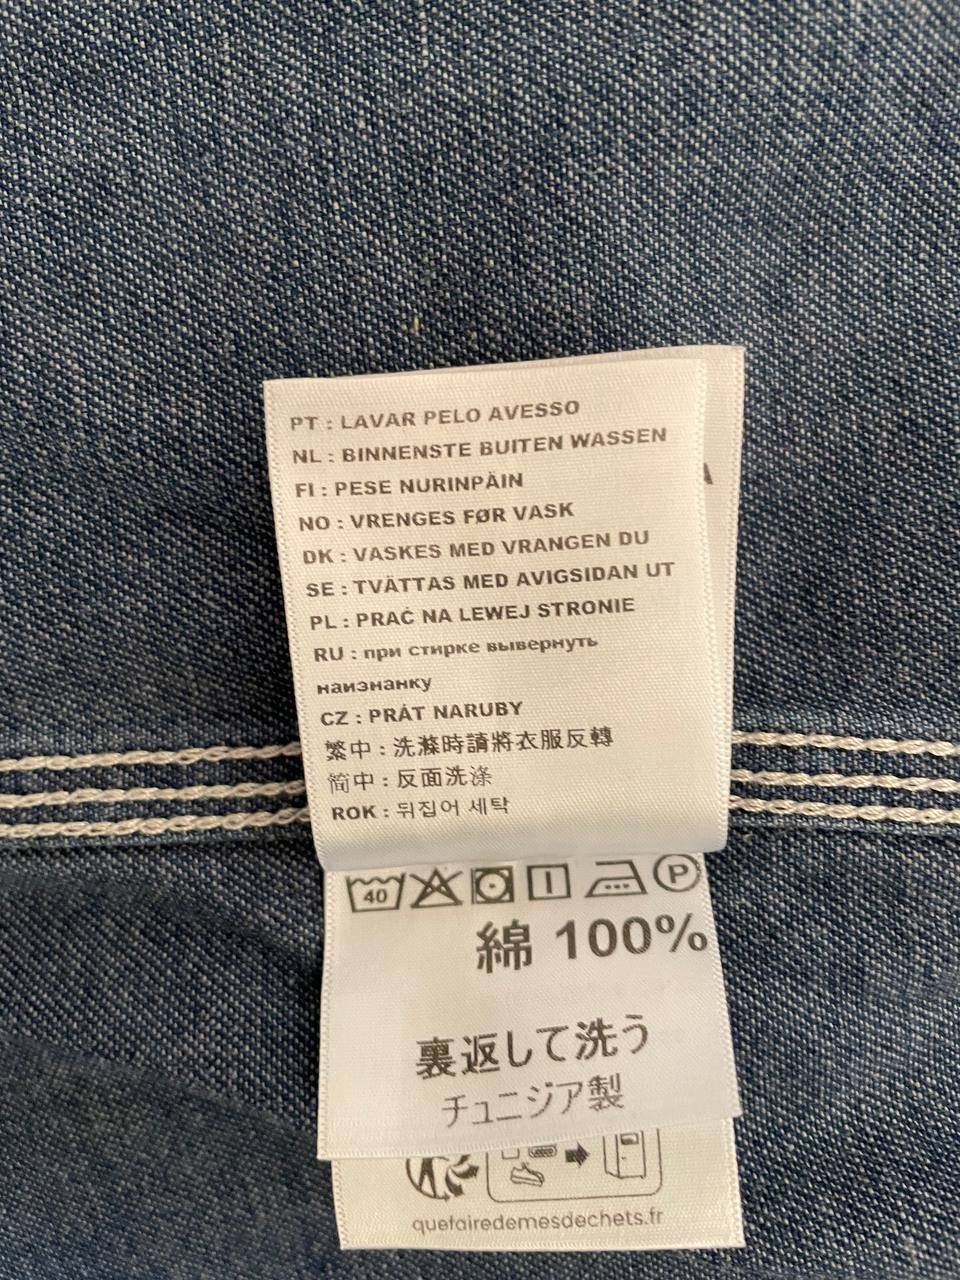 PT : LAVAR PELO AVESSO
NL : BINNENSTE BUITEN WASSEN
FI : PESE NURINPÄIN
NO : VRENGES FØR VASK
DK : VASKES MED VRANGEN DU
SE : TVÄTTAS MED AVIGSIDAN UT
PL : PRAĆ NA LEWEJ STRONIE
RU : при стирке вывернуть
наизнанку
CZ : PRÁT NARUBY
繁中 : 洗滌時請將衣服反轉
简中 : 反面洗涤
ROK : 뒤집어 세탁
A
40 P
綿 100%
裏返して洗う
チュニジア製
quefairedemesdechets.fr